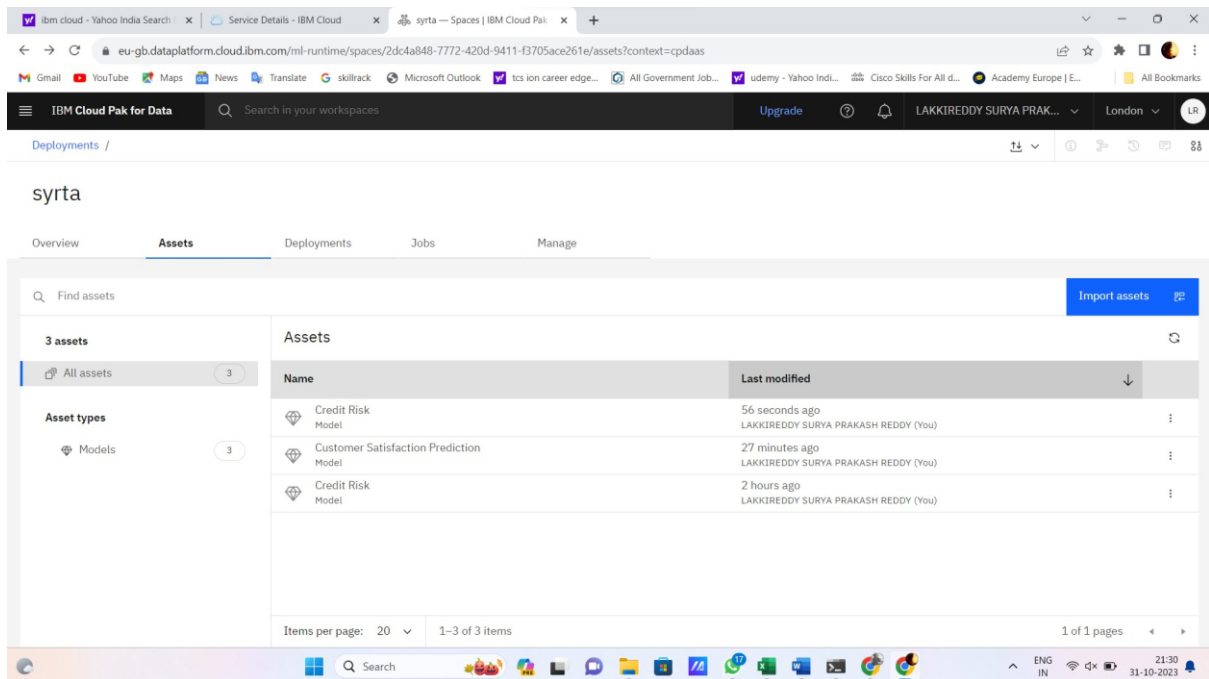 ibm cloud - Yahoo India Search
Service Details - IBM Cloud
syrta — Spaces | IBM Cloud Pak
eu-gb.dataplatform.cloud.ibm.com/ml-runtime/spaces/2dc4a848-7772-420d-9411-f3705ace261e/assets?context=cpdaas
Gmail YouTube Maps News Translate skillrack Microsoft Outlook tcs ion career edge... All Government Job... udemy - Yahoo Indi... Cisco Skills For All d... Academy Europe | E... All Bookmarks
IBM Cloud Pak for Data Search in your workspaces Upgrade LAKKIREDDY SURYA PRAK... London LR
Deployments /
syrta
Overview Assets Deployments Jobs Manage
Find assets Import assets
3 assets
All assets 3
Asset types
Models 3
Assets
Name Last modified
Credit Risk 56 seconds ago
Model LAKKIREDDY SURYA PRAKASH REDDY (You)
Customer Satisfaction Prediction 27 minutes ago
Model LAKKIREDDY SURYA PRAKASH REDDY (You)
Credit Risk 2 hours ago
Model LAKKIREDDY SURYA PRAKASH REDDY (You)
Items per page: 20 1–3 of 3 items 1 of 1 pages
Search ENG 21:30
IN 31-10-2023